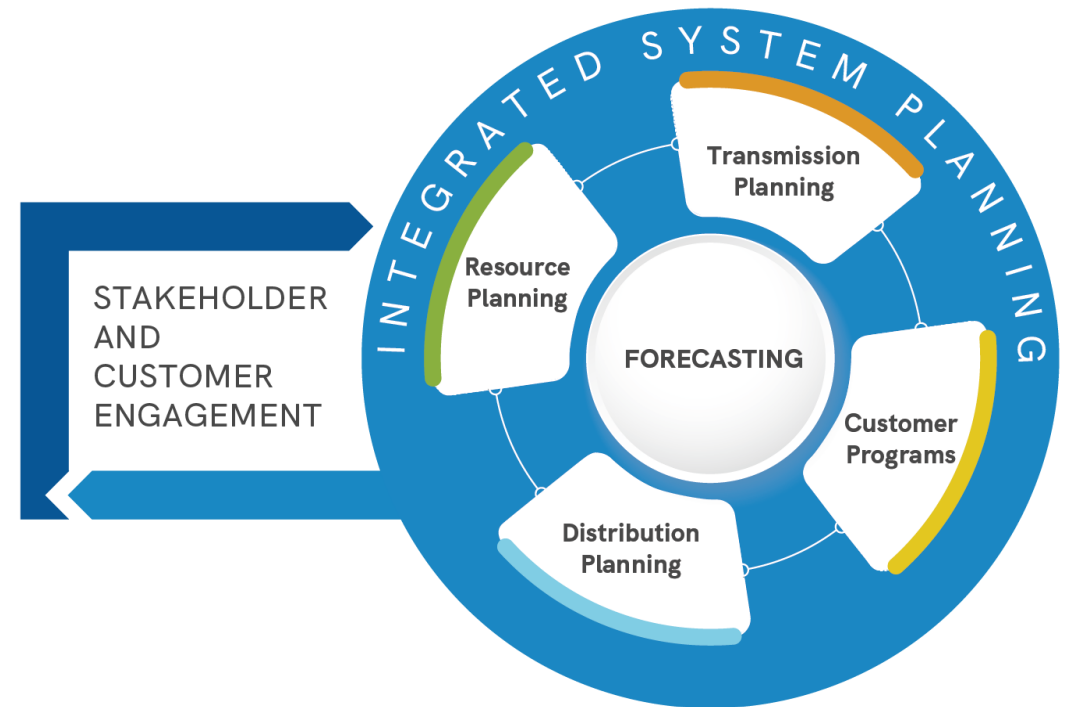 INTEGRATED SYSTEM PLANNING
Transmission
Planning
Resource
Planning
STAKEHOLDER
AND
CUSTOMER
ENGAGEMENT
FORECASTING
Customer
Programs
Distribution
Planning